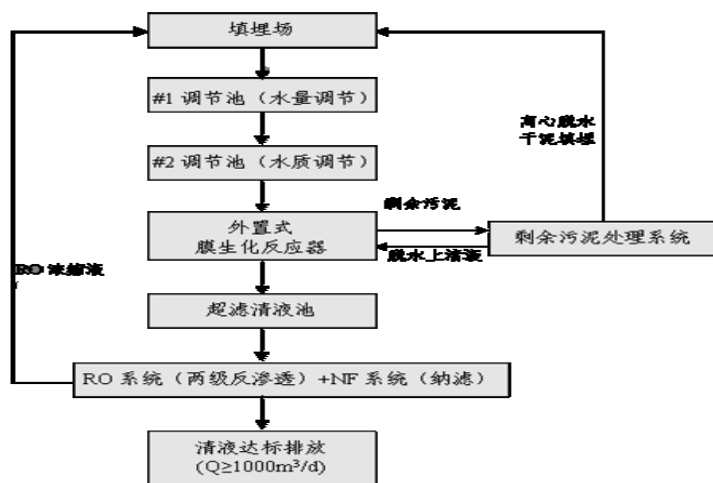 填埋场
#1 调节池（水量调节）
离心脱水
干泥填埋
#2 调节池（水质调节）
剩余污泥
外置式
膜生化反应器
剩余污泥处理系统
脱水上清液
RO 浓缩液
超滤清液池
RO 系统（两级反渗透）+NF 系统（纳滤）
清液达标排放
(Q≥1000m³/d)